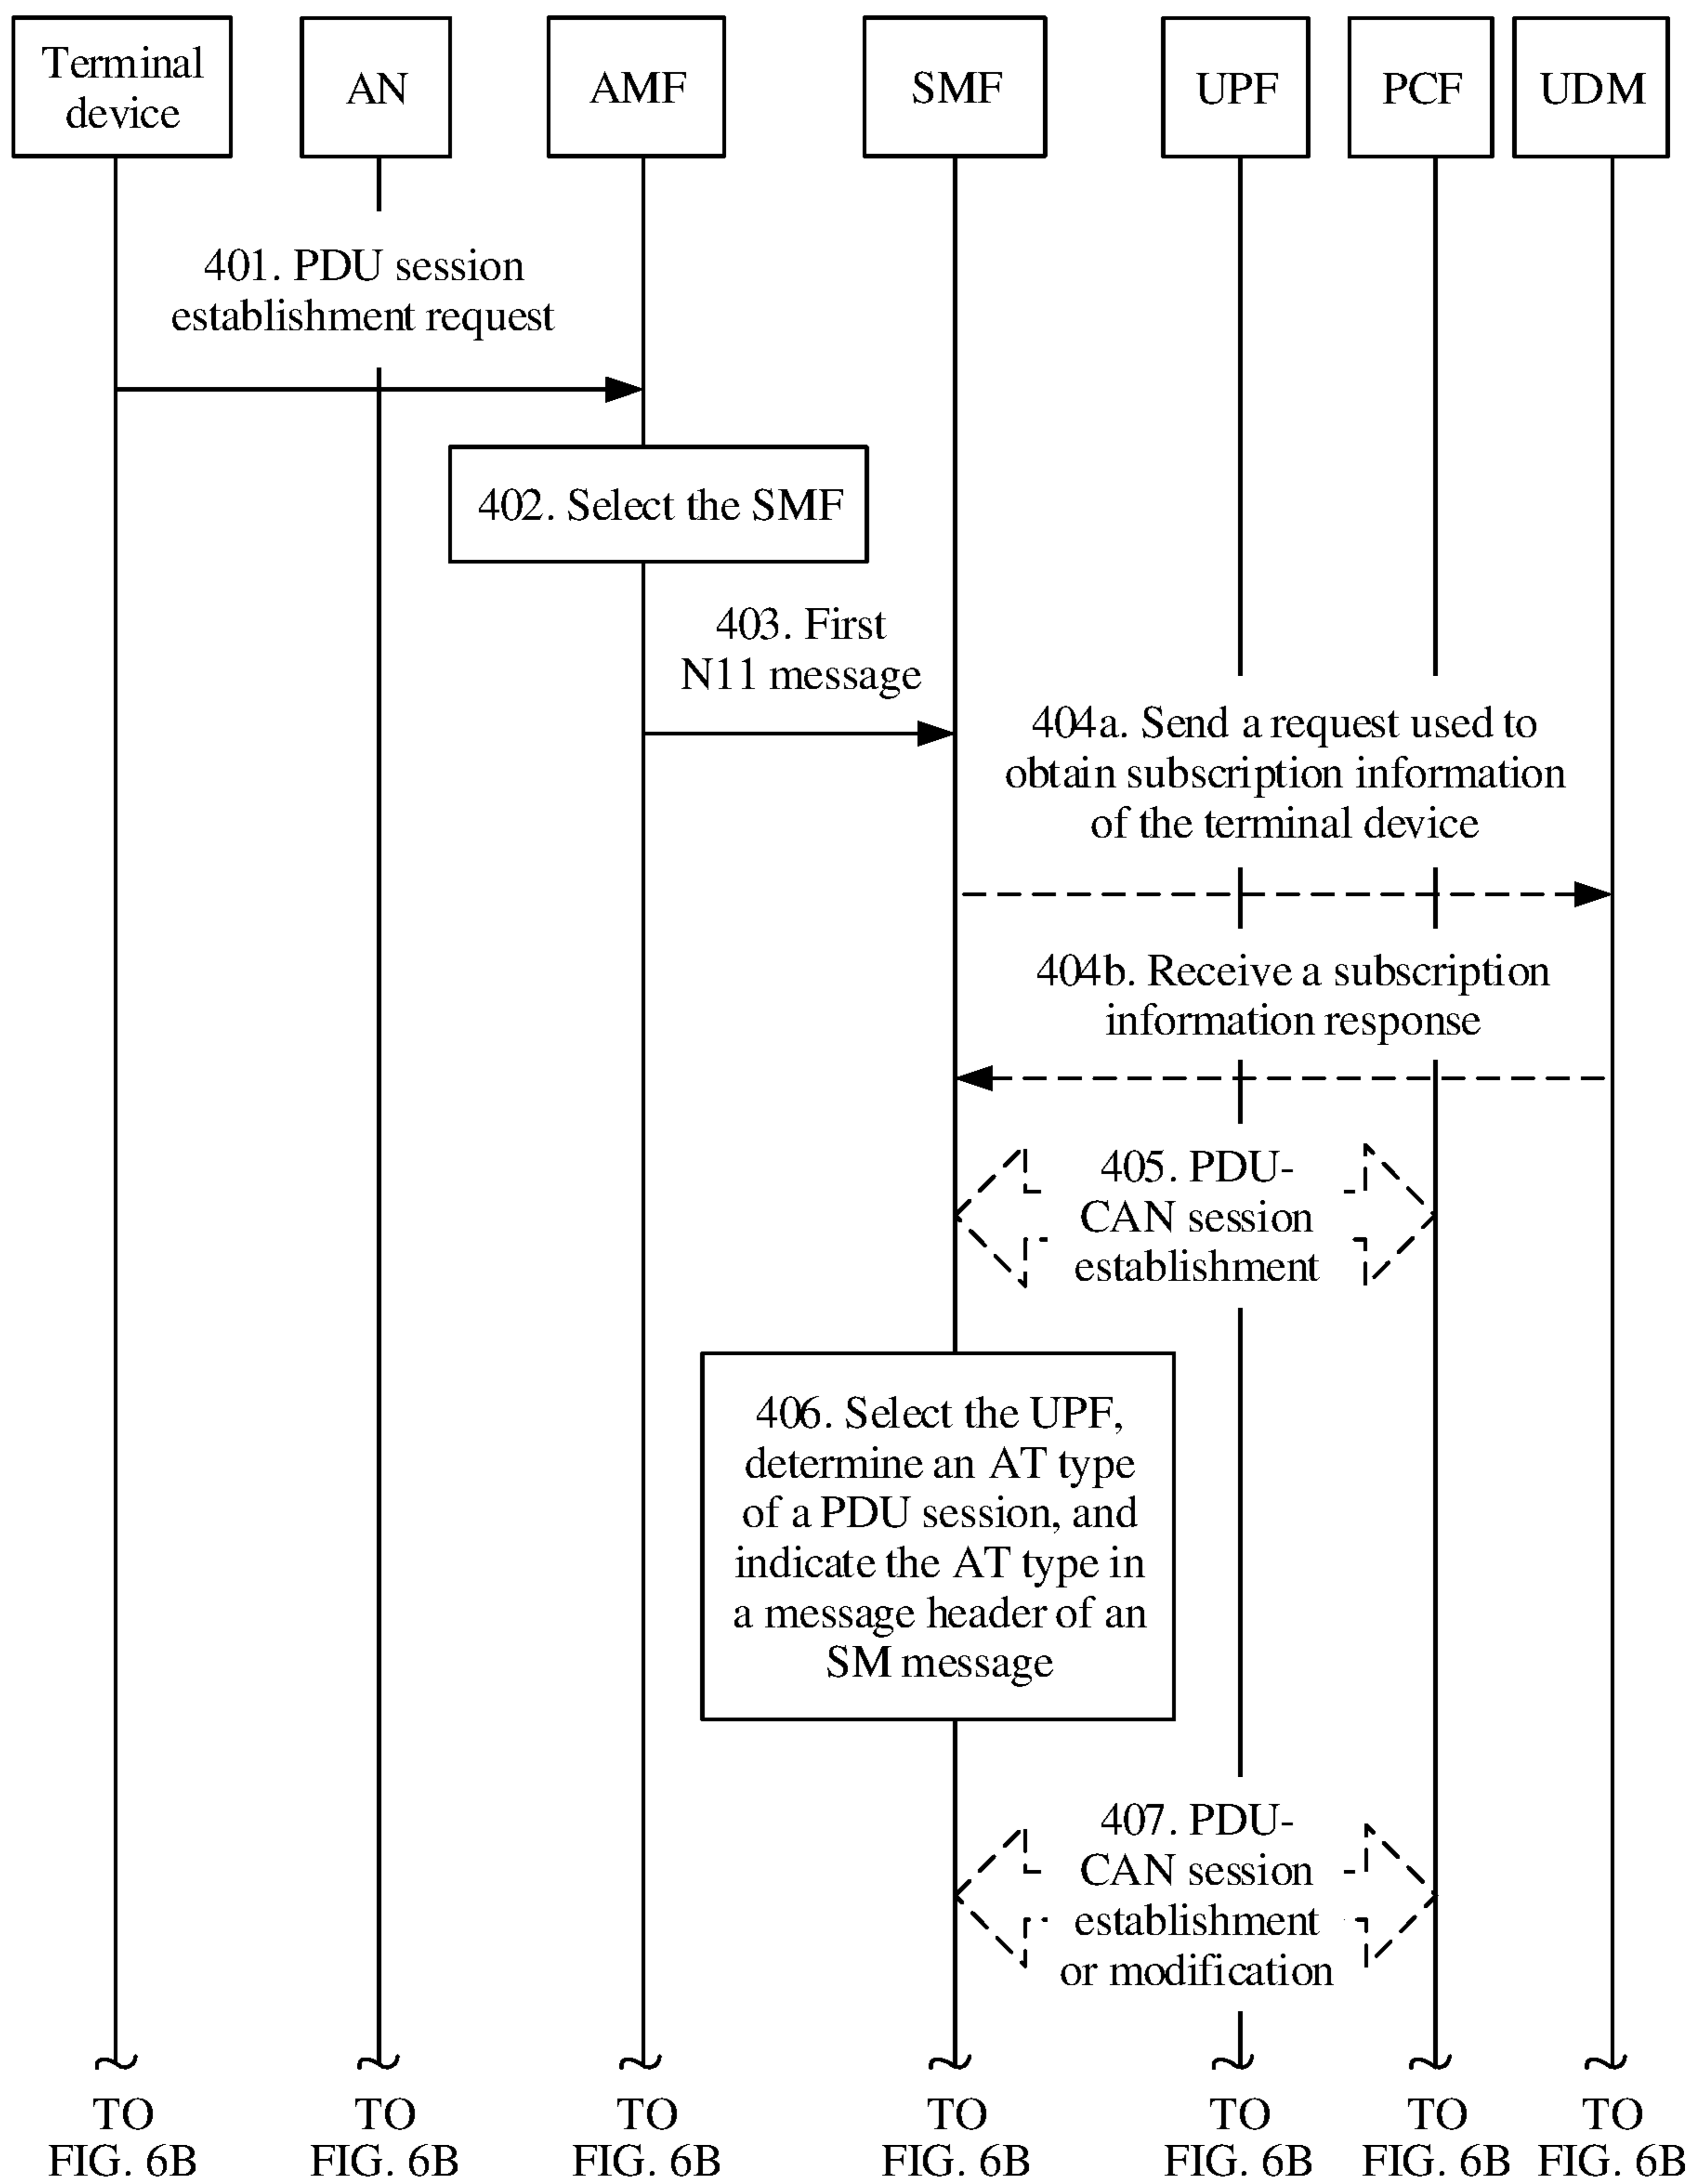 Terminal
device
AN
AMF
SMF
UPF
PCF
UDM
401. PDU session
establishment request
402. Select the SMF
403. First
N11 message
404a. Send a request used to
obtain subscription information
of the terminal device
404b. Receive a subscription
information response
405. PDU-
CAN session
establishment
406. Select the UPF,
determine an AT type
of a PDU session, and
indicate the AT type in
a message header of an
SM message
407. PDU-
CAN session
establishment
or modification
TO
FIG. 6B
TO
FIG. 6B
TO
FIG. 6B
TO
FIG. 6B
TO
FIG. 6B
TO
FIG. 6B
TO
FIG. 6B